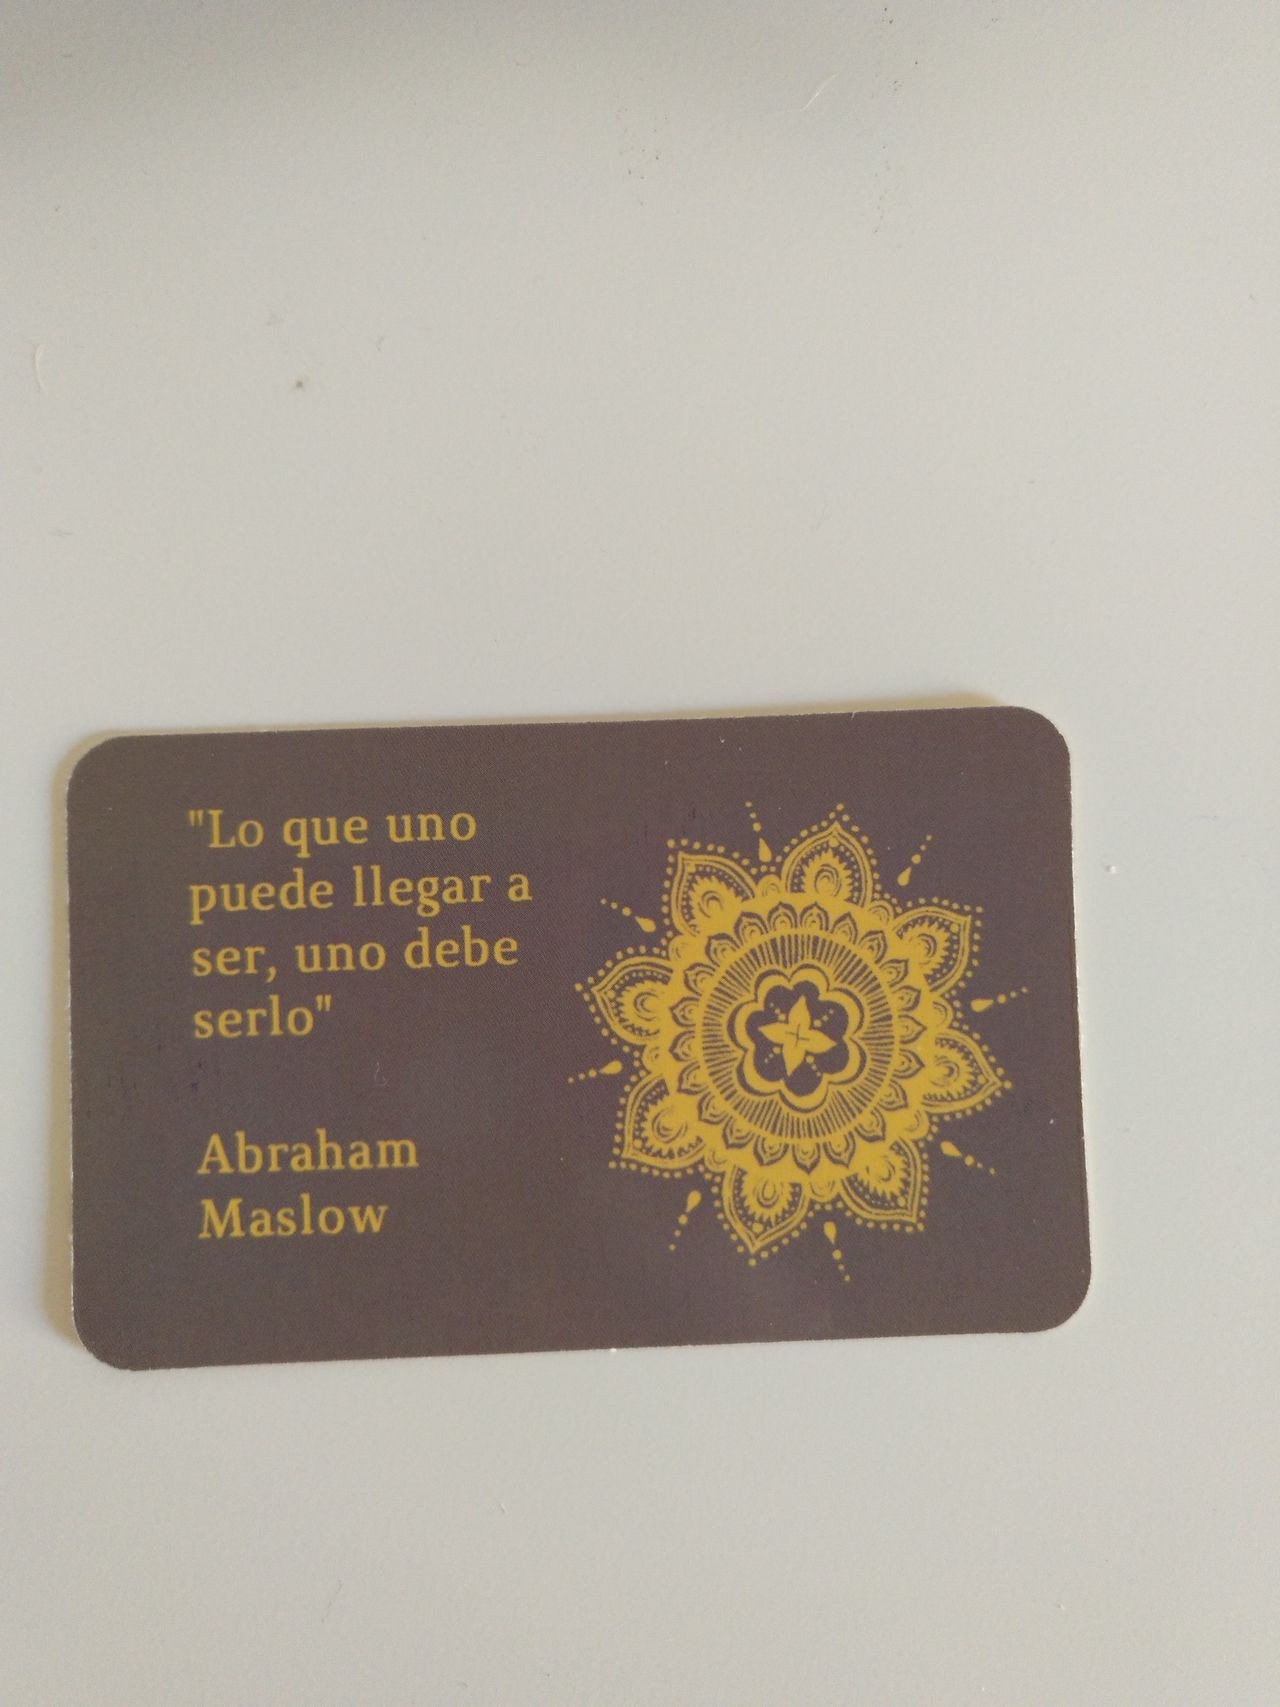 "Lo que uno
puede llegar a
ser, uno debe
serlo"
Abraham
Maslow